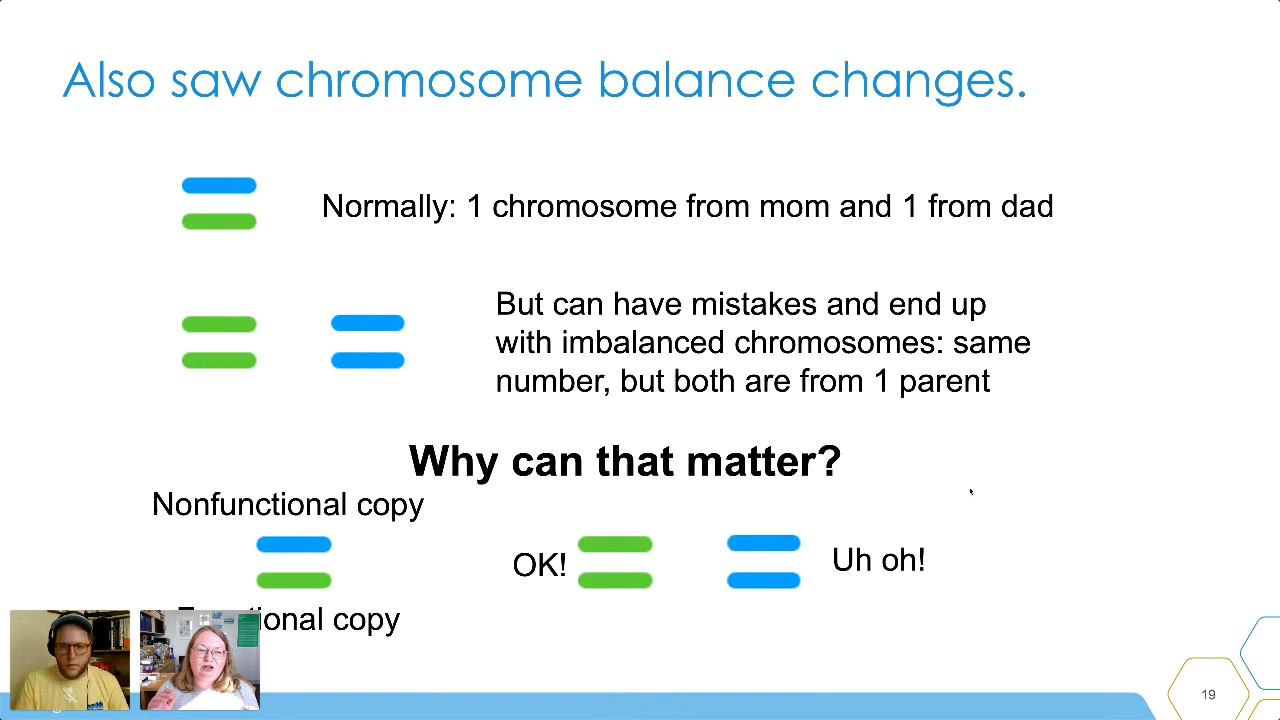 Also saw chromosome balance changes.
Normally: 1 chromosome from mom and 1 from dad
But can have mistakes and end up
with imbalanced chromosomes: same
number, but both are from 1 parent
Why can that matter?
Nonfunctional copy
OK!
Uh oh!
copy
19